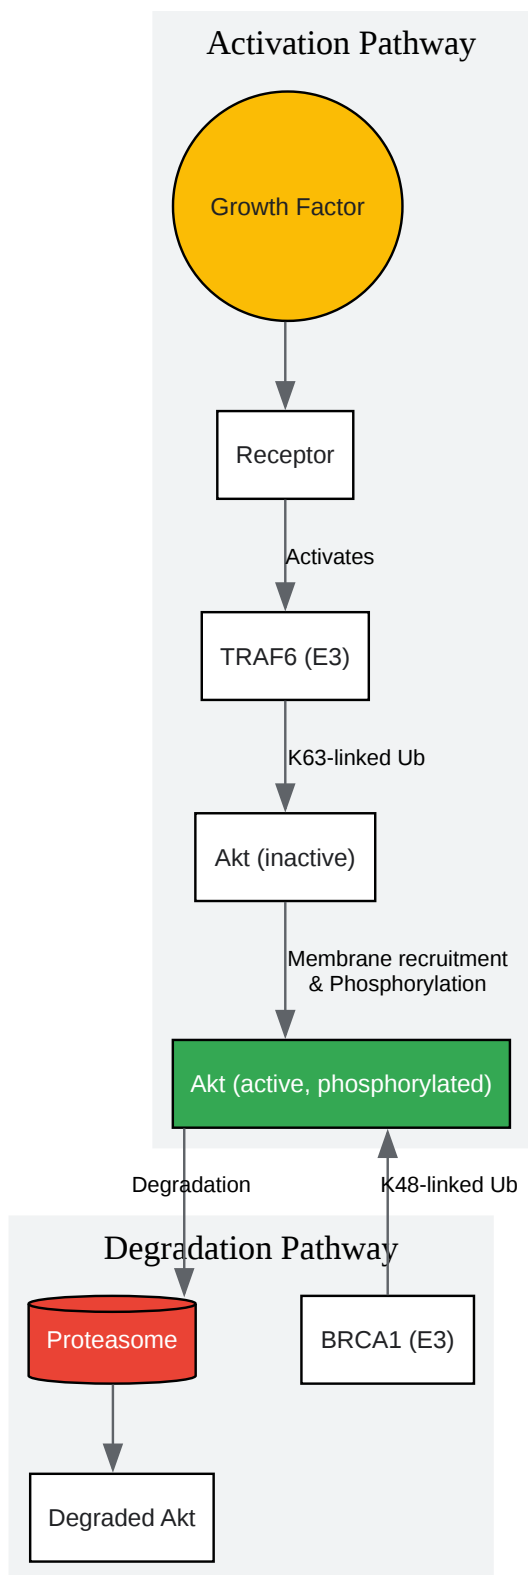 Activation Pathway
Growth Factor
Receptor
Activates
TRAF6 (E3)
K63-linked Ub
Akt (inactive)
Membrane recruitment
& Phosphorylation
Akt (active, phosphorylated)
Degradation
K48-linked Ub
Degradation Pathway
Proteasome
BRCA1 (E3)
Degraded Akt